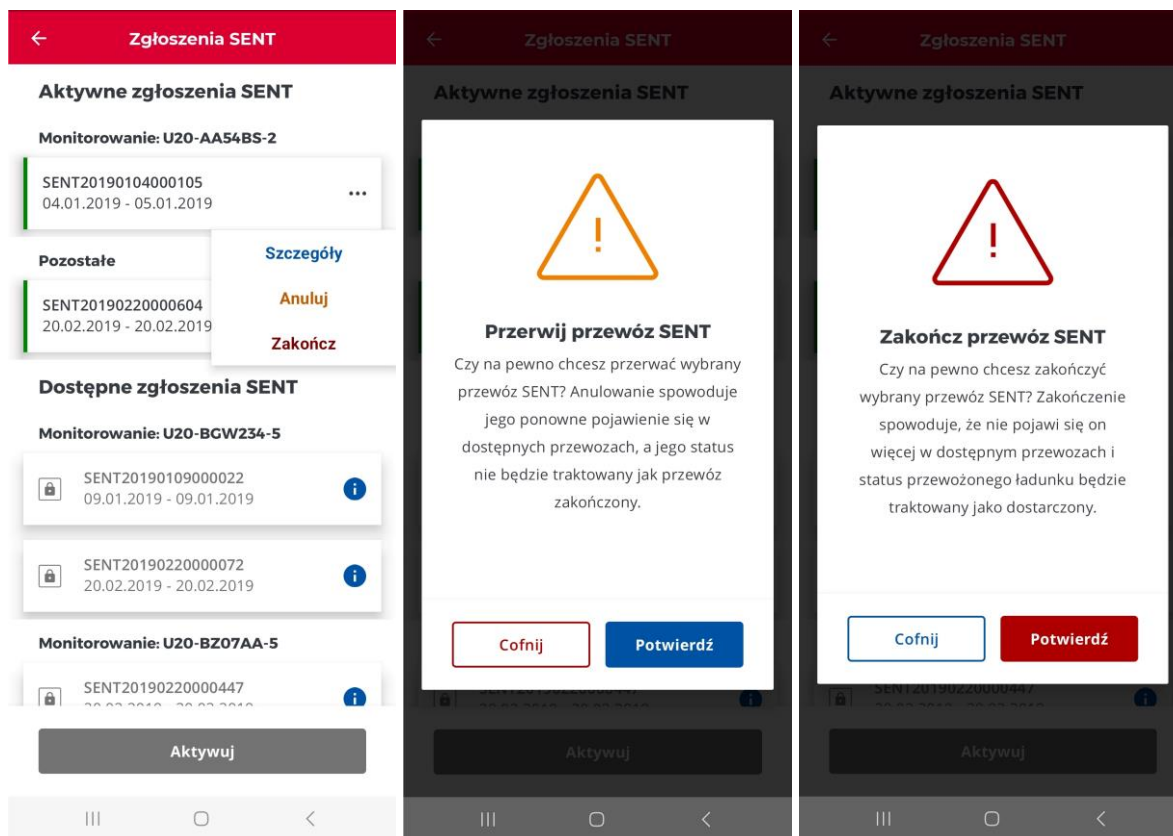 Zgłoszenia SENT
Aktywne zgłoszenia SENT
Monitorowanie: U20-AA54BS-2
SENT20190104000105
04.01.2019 - 05.01.2019
Szczegóły
Anuluj
Zakończ
Pozostałe
SENT20190220000604
20.02.2019 - 20.02.2019
Dostępne zgłoszenia SENT
Monitorowanie: U20-BGW234-5
SENT20190109000022
09.01.2019 - 09.01.2019
SENT20190220000072
20.02.2019 - 20.02.2019
Monitorowanie: U20-BZ07AA-5
SENT20190220000447
Aktywuj
Zgłoszenia SENT
Aktywne zgłoszenia SENT
Przerwij przewóz SENT
Czy na pewno chcesz przerwać wybrany
przewóz SENT? Anulowanie spowoduje
jego ponowne pojawienie się w
dostępnych przewozach, a jego status
nie będzie traktowany jak przewóz
zakończony.
Cofnij
Potwierdź
Aktywuj
Zgłoszenia SENT
Aktywne zgłoszenia SENT
Zakończ przewóz SENT
Czy na pewno chcesz zakończyć
wybrany przewóz SENT? Zakończenie
spowoduje, że nie pojawi się on
więcej w dostępnym przewozach i
status przewożonego ładunku będzie
traktowany jako dostarczony.
Cofnij
Potwierdź
SENT20190220000447
Aktywuj